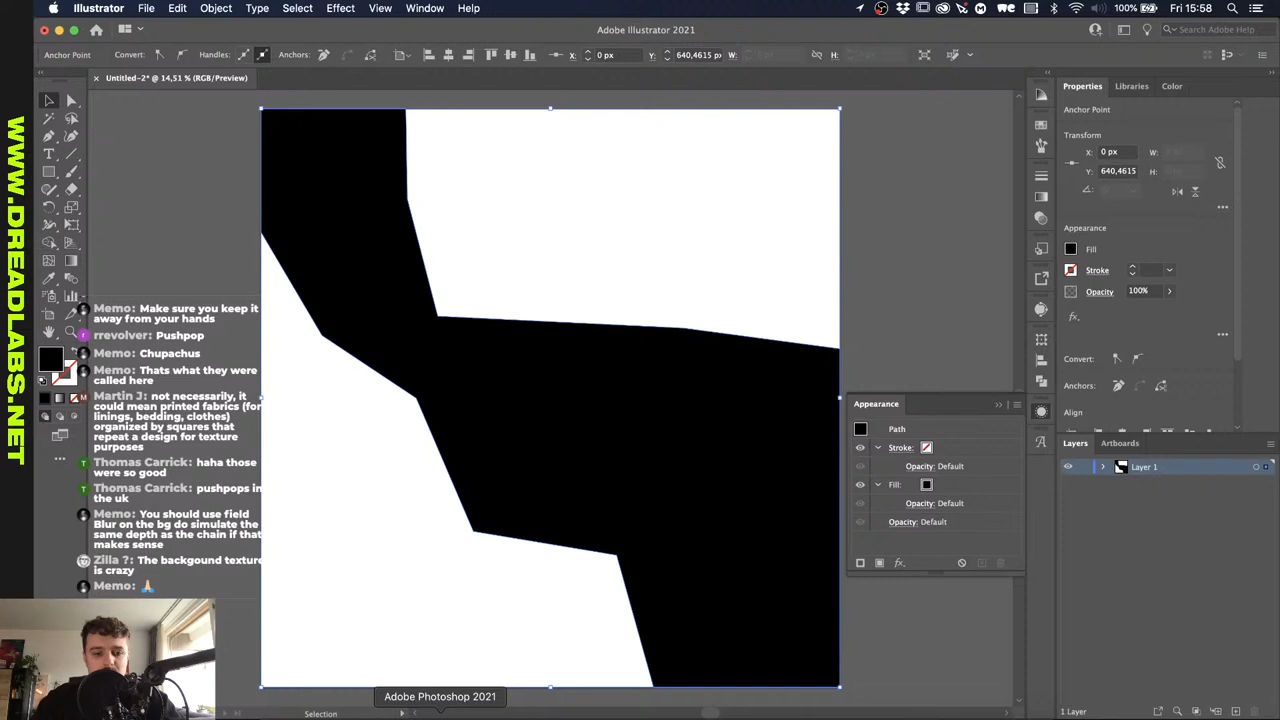 Illustrator File Edit Object Type Select Effect View Window Help 100% Fri 15:58
Adobe Illustrator 2021
Search Adobe Help
Anchor Point Convert: Handles: Anchors: X: 0 px Y: 640,4615 px W: H:
Untitled-2* @ 14,51 % (RGB/Preview)
Properties Libraries Color
Anchor Point
Transform
X: 0 px W:
Y: 640,4615 H:
Appearance
Fill
Stroke
Opacity 100%
fx.
Convert:
Anchors:
Align
Appearance
Path
Stroke:
Opacity: Default
Fill:
Opacity: Default
Opacity: Default
fx.
Layers Artboards
Layer 1
1 Layer
WWW.DREADLABS.NET
Memo: Make sure you keep it
away from your hands
rrevolver: Pushpop
Memo: Chupachus
Memo: Thats what they were
called here
Martin J: not necessarily, it
could mean printed fabrics (for
linings, bedding, clothes)
organized by squares that
repeat a design for texture
purposes
Thomas Carrick: haha those
were so good
Thomas Carrick: pushpops in
the uk
Memo: You should use field
Blur on the bg do simulate the
same depth as the chain if that
makes sense
Zilla ?: The backgoung texture
is crazy
Memo: 🙏
Adobe Photoshop 2021
Selection